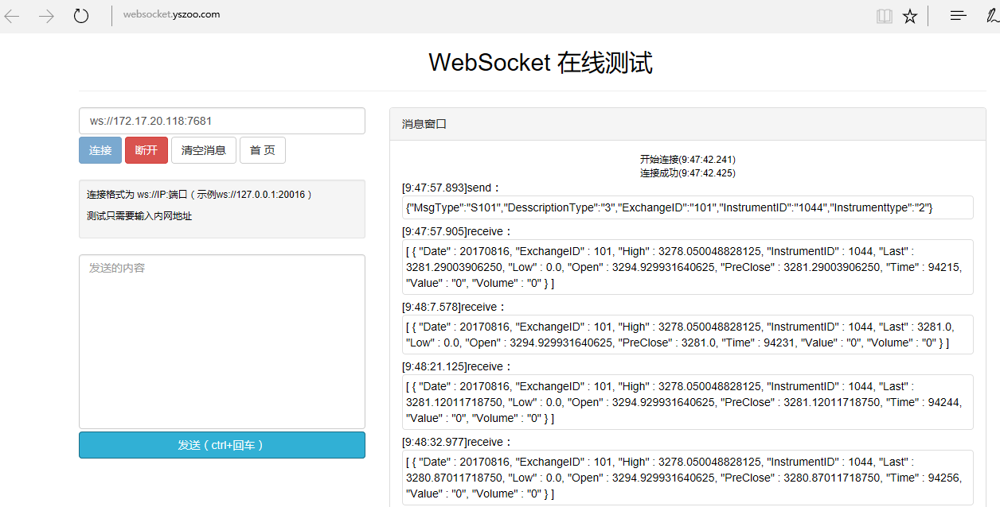 websocket.yszoo.com
WebSocket 在线测试
ws://172.17.20.118:7681
连接 断开 清空消息 首 页
连接格式为 ws://IP:端口（示例ws://127.0.0.1:20016）
测试只需要输入内网地址
发送的内容
发送（ctrl+回车）
消息窗口
开始连接(9:47:42.241)
连接成功(9:47:42.425)
[9:47:57.893]send：
{"MsgType":"S101","DesscriptionType":"3","ExchangeID":"101","InstrumentID":"1044","Instrumenttype":"2"}
[9:47:57.905]receive：
[ { "Date" : 20170816, "ExchangeID" : 101, "High" : 3278.050048828125, "InstrumentID" : 1044, "Last" :
3281.29003906250, "Low" : 0.0, "Open" : 3294.929931640625, "PreClose" : 3281.29003906250, "Time" : 94215,
"Value" : "0", "Volume" : "0" } ]
[9:48:7.578]receive：
[ { "Date" : 20170816, "ExchangeID" : 101, "High" : 3278.050048828125, "InstrumentID" : 1044, "Last" : 3281.0,
"Low" : 0.0, "Open" : 3294.929931640625, "PreClose" : 3281.0, "Time" : 94231, "Value" : "0", "Volume" : "0" } ]
[9:48:21.125]receive：
[ { "Date" : 20170816, "ExchangeID" : 101, "High" : 3278.050048828125, "InstrumentID" : 1044, "Last" :
3281.12011718750, "Low" : 0.0, "Open" : 3294.929931640625, "PreClose" : 3281.12011718750, "Time" : 94244,
"Value" : "0", "Volume" : "0" } ]
[9:48:32.977]receive：
[ { "Date" : 20170816, "ExchangeID" : 101, "High" : 3278.050048828125, "InstrumentID" : 1044, "Last" :
3280.87011718750, "Low" : 0.0, "Open" : 3294.929931640625, "PreClose" : 3280.87011718750, "Time" : 94256,
"Value" : "0", "Volume" : "0" } ]